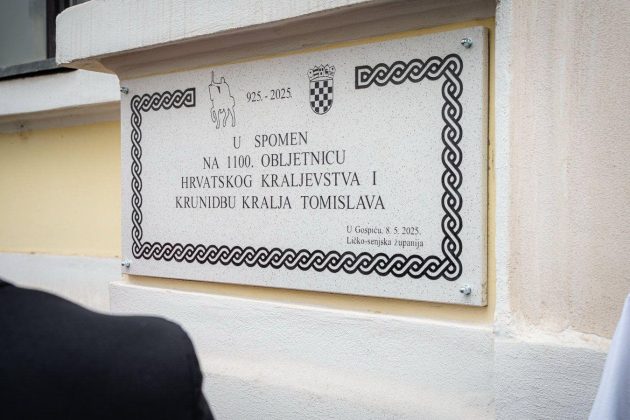 925. - 2025.
U SPOMEN
NA 1100. OBLJETNICU
HRVATSKOG KRALJEVSTVA I
KRUNIDBU KRALJA TOMISLAVA
U Gospiću, 8. 5. 2025.
Ličko-senjska županija